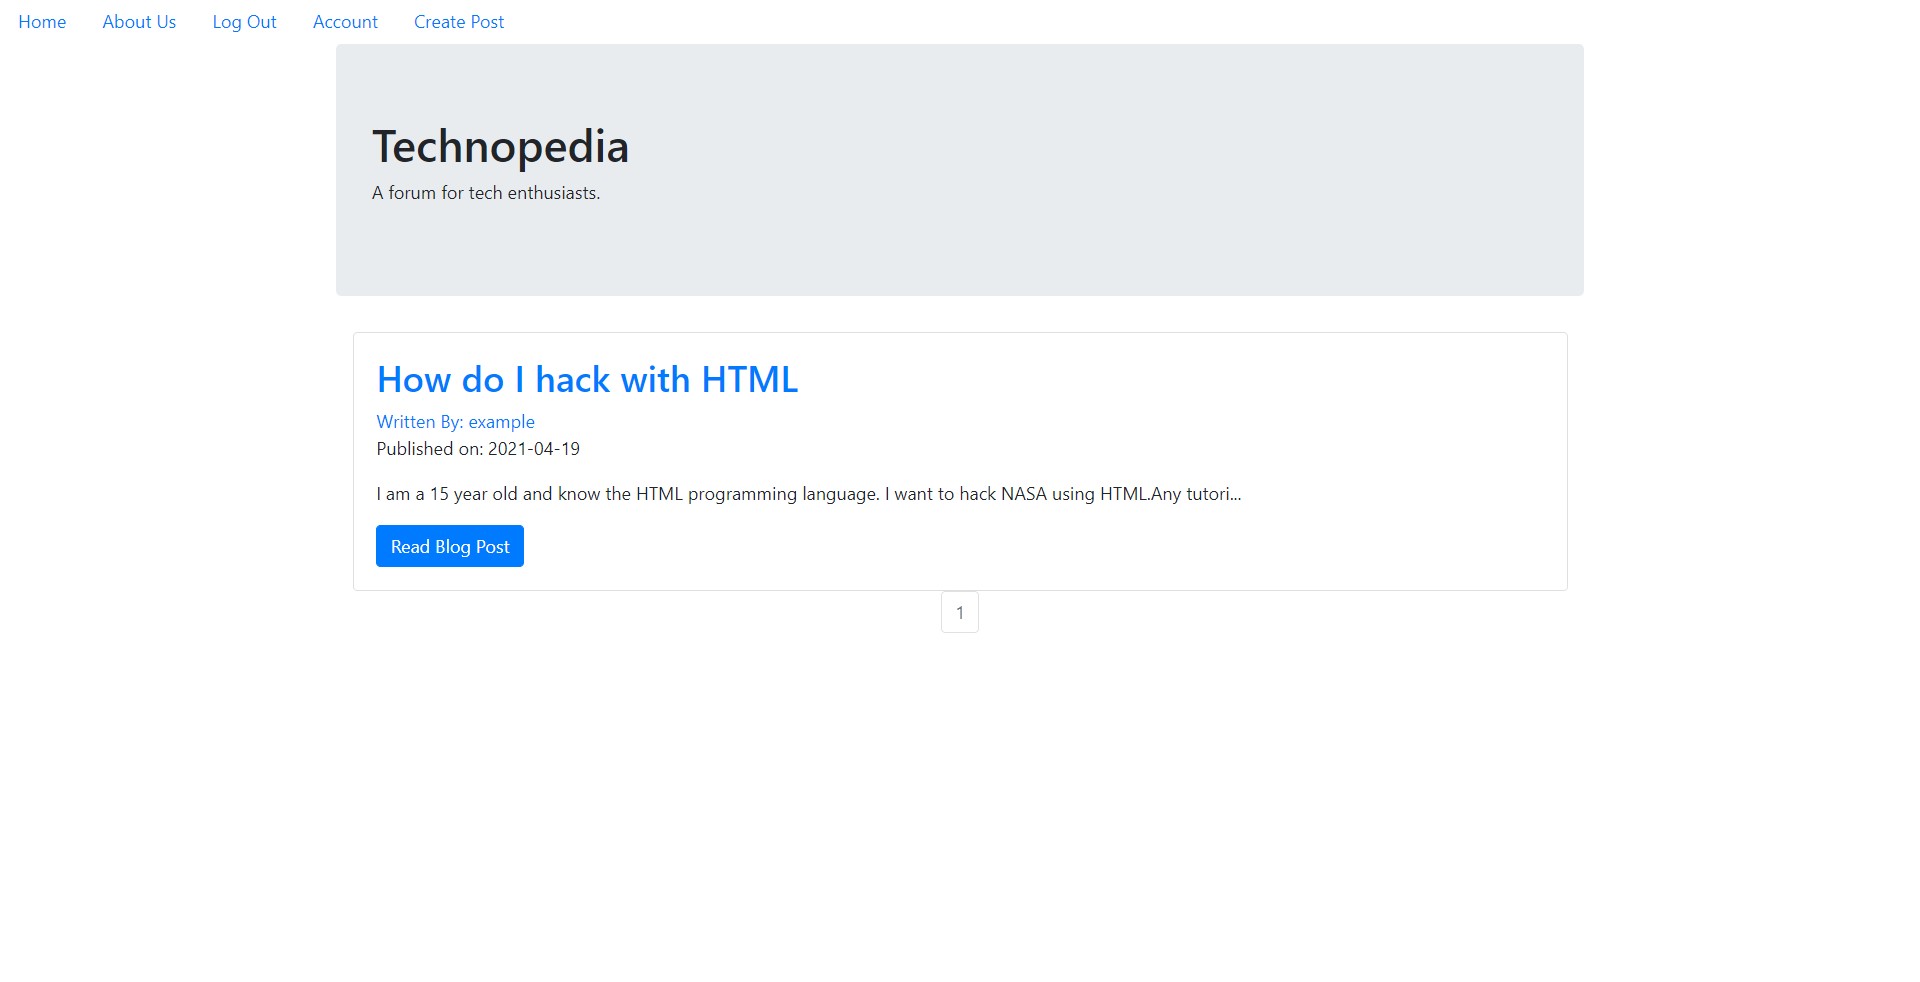 Home About Us Log Out Account Create Post
Technopedia
A forum for tech enthusiasts.
How do I hack with HTML
Written By: example
Published on: 2021-04-19
I am a 15 year old and know the HTML programming language. I want to hack NASA using HTML.Any tutori...
Read Blog Post
1